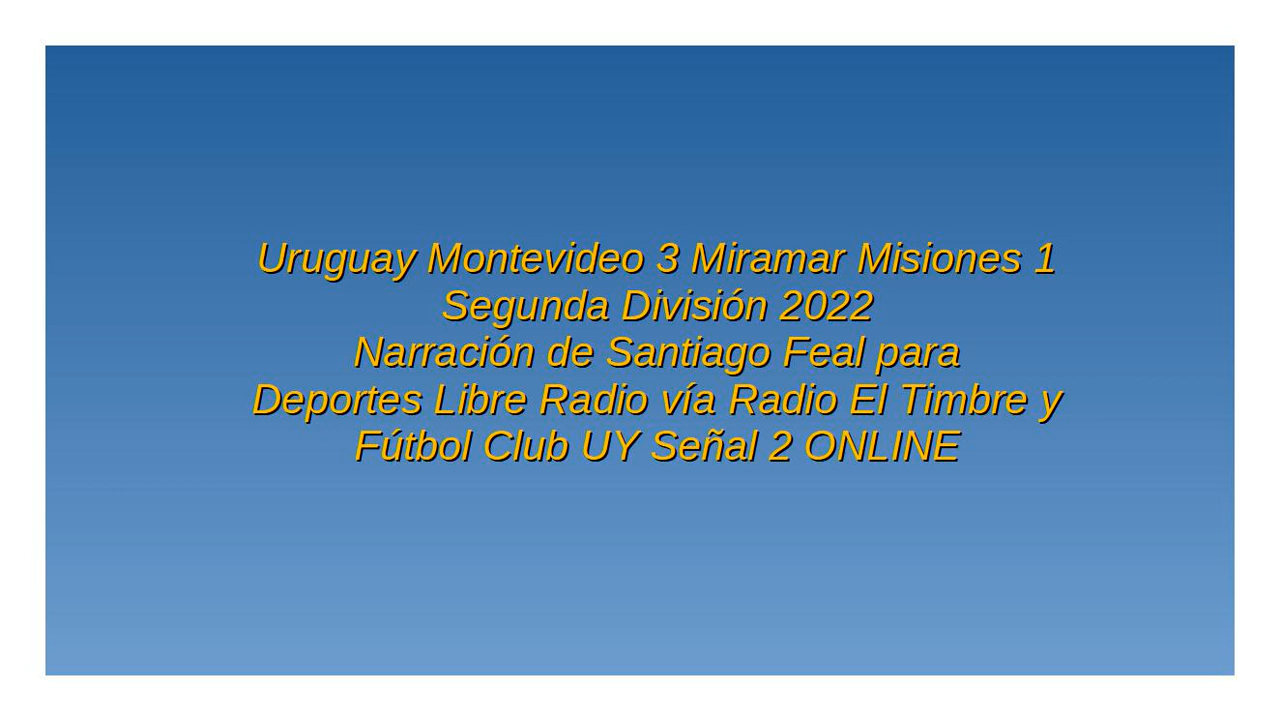 Uruguay Montevideo 3 Miramar Misiones 1
Segunda División 2022
Narración de Santiago Feal para
Deportes Libre Radio vía Radio El Timbre y
Fútbol Club UY Señal 2 ONLINE